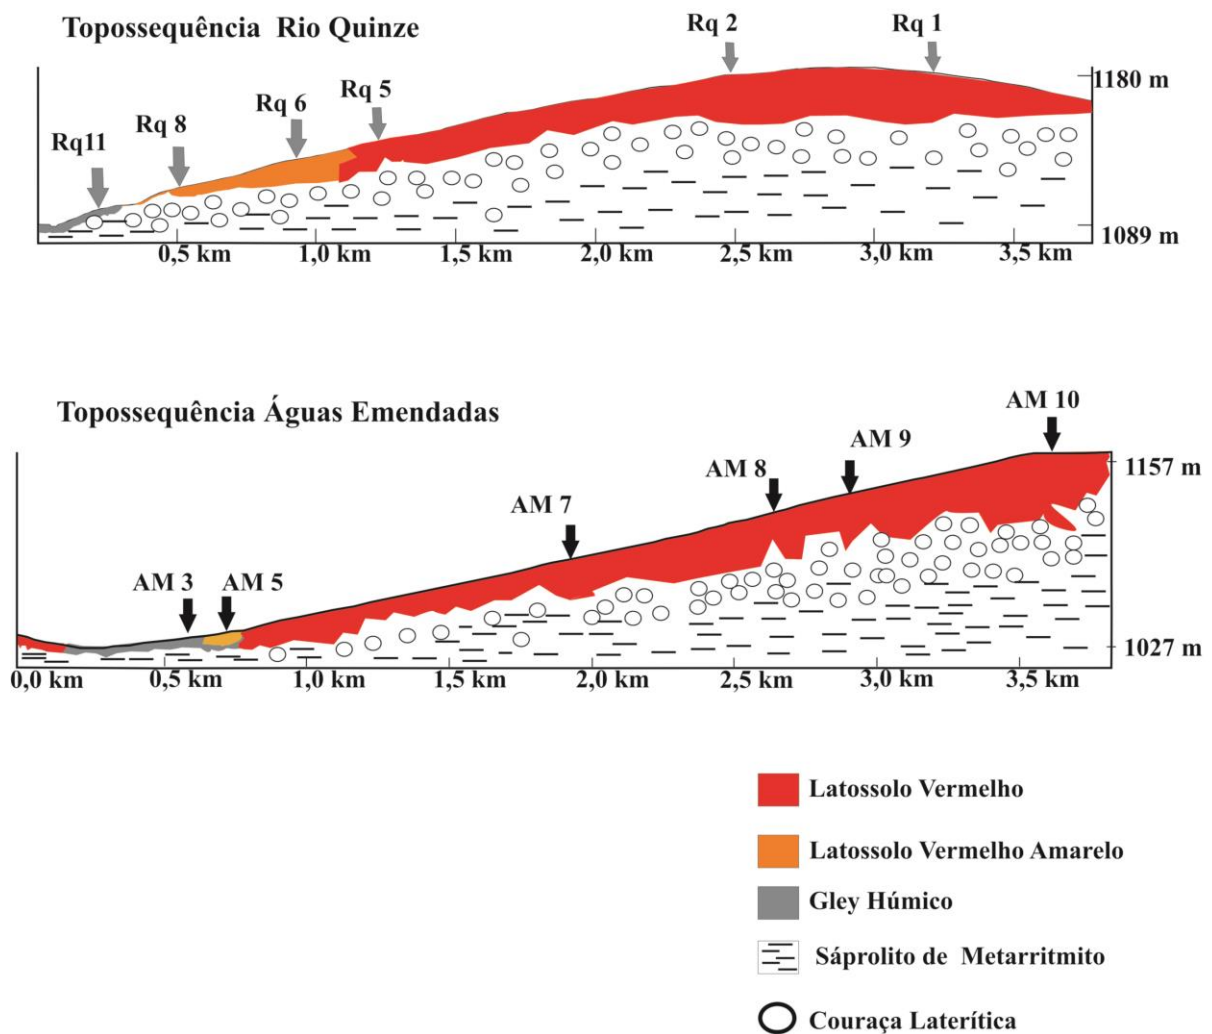 Topossequência Rio Quinze
Rq 2
Rq 1
1180 m
Rq 5
Rq 6
Rq 8
Rq11
1089 m
0,5 km
1,0 km
1,5 km
2,0 km
2,5 km
3,0 km
3,5 km
Topossequência Águas Emendadas
AM 10
AM 9
1157 m
AM 8
AM 7
AM 3
AM 5
1027 m
0,0 km
0,5 km
1,0 km
1,5 km
2,0 km
2,5 km
3,0 km
3,5 km
Latossolo Vermelho
Latossolo Vermelho Amarelo
Gley Húmico
Sáprolito de Metarritmito
Couraça Laterítica